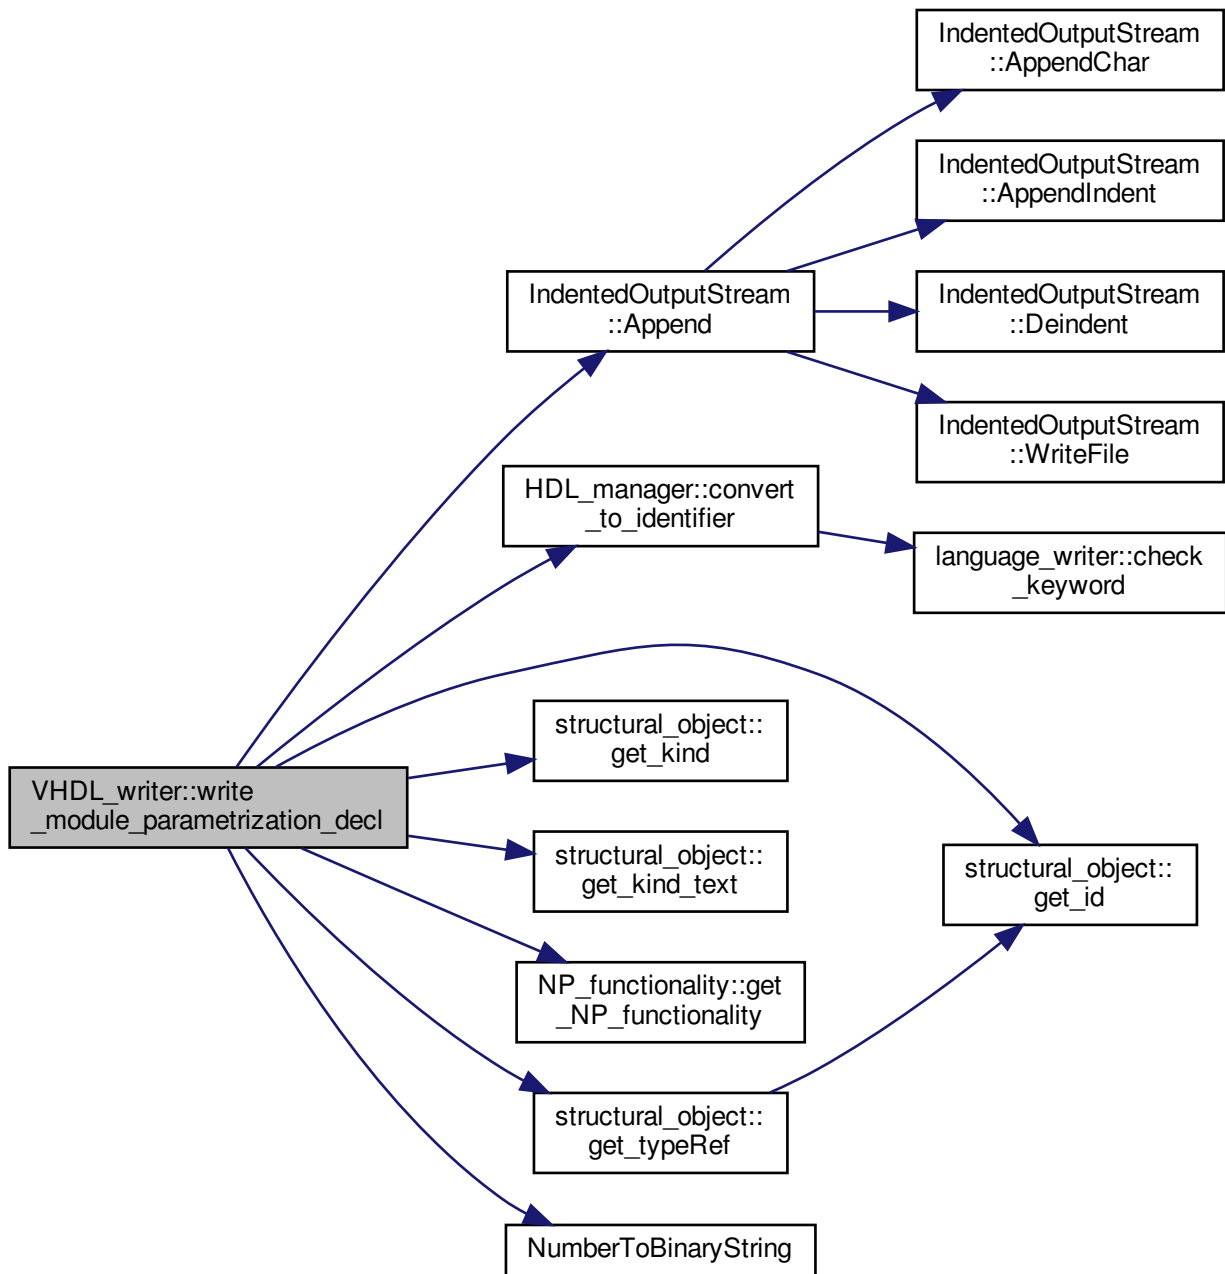 IndentedOutputStream
::AppendChar
IndentedOutputStream
::AppendIndent
IndentedOutputStream
::Append
IndentedOutputStream
::Deindent
IndentedOutputStream
::WriteFile
HDL_manager::convert
_to_identifier
language_writer::check
_keyword
structural_object::
get_kind
VHDL_writer::write
_module_parametrization_decl
structural_object::
get_kind_text
structural_object::
get_id
NP_functionality::get
_NP_functionality
structural_object::
get_typeRef
NumberToBinaryString